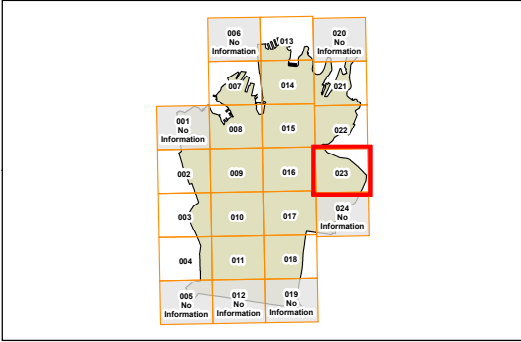 006
No
Information
013
020
No
Information
007
014
021
001
No
Information
008
015
022
002
009
016
023
003
010
017
024
No
Information
004
011
018
005
No
Information
012
No
Information
019
No
Information